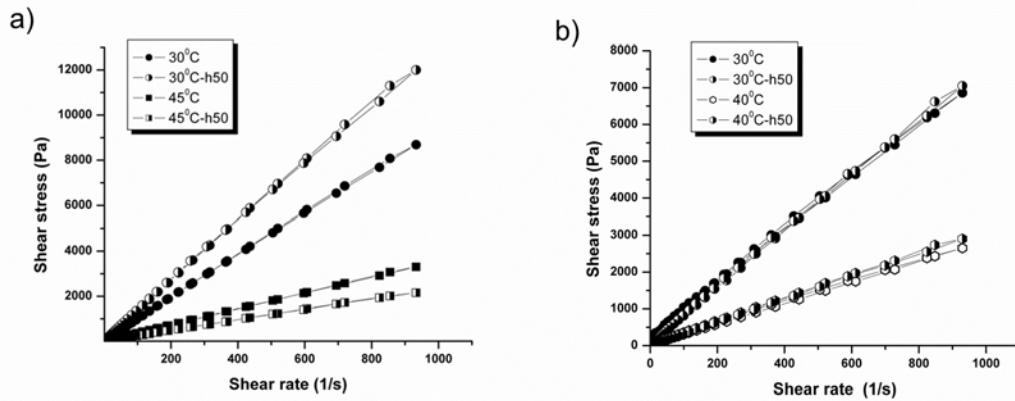 a)
30⁰C
30⁰C-h50
45⁰C
45⁰C-h50
12000
10000
8000
6000
4000
2000
Shear stress (Pa)
200 400 600 800 1000
Shear rate (1/s)
b)
30⁰C
30⁰C-h50
40⁰C
40⁰C-h50
8000
7000
6000
5000
4000
3000
2000
1000
0
Shear stress (Pa)
0 200 400 600 800 1000
Shear rate (1/s)